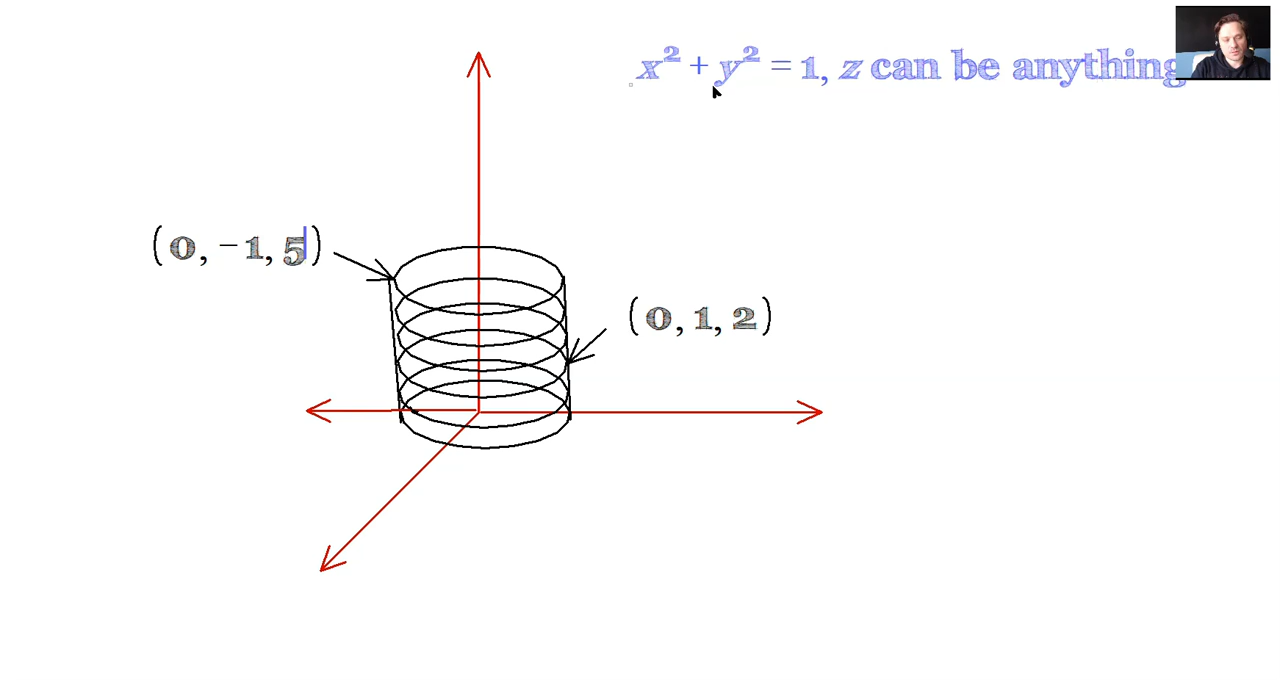 x² + y² = 1, z can be anything
(0, −1, 5)
(0, 1, 2)